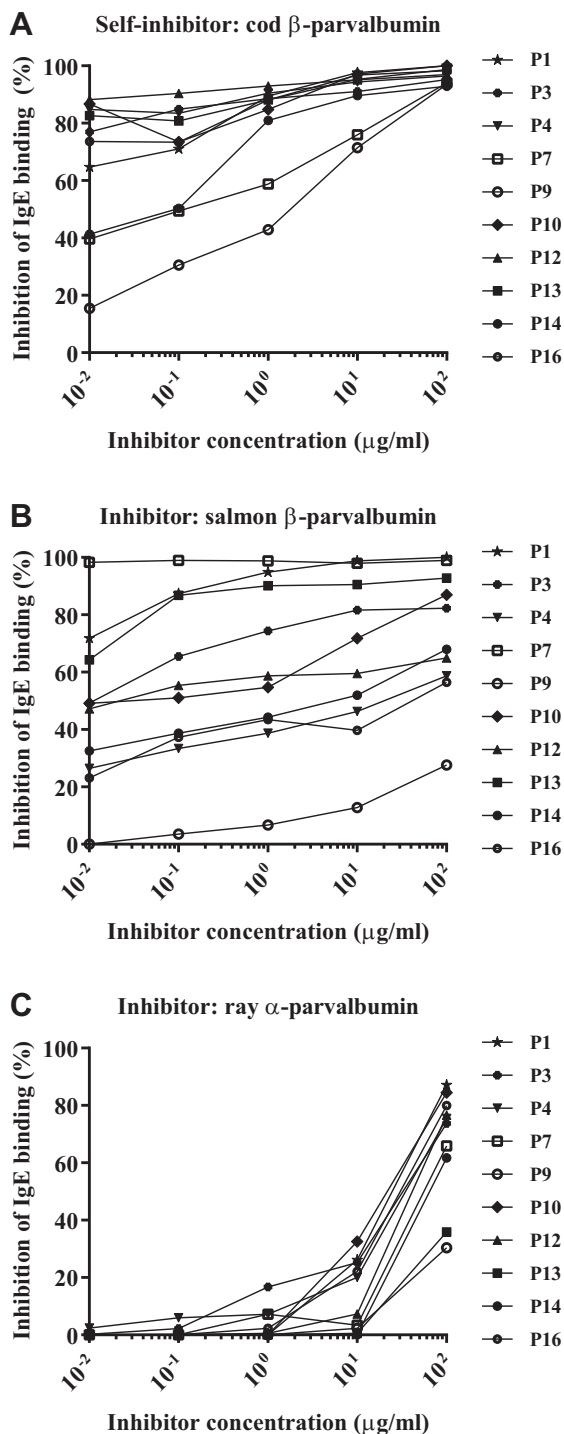 A Self-inhibitor: cod β-parvalbumin
Inhibition of IgE binding (%)
100
80
60
40
20
0
10⁻²
10⁻¹
10⁰
10¹
10²
Inhibitor concentration (μg/ml)
P1
P3
P4
P7
P9
P10
P12
P13
P14
P16
B Inhibitor: salmon β-parvalbumin
Inhibition of IgE binding (%)
100
80
60
40
20
0
10⁻²
10⁻¹
10⁰
10¹
10²
Inhibitor concentration (μg/ml)
P1
P3
P4
P7
P9
P10
P12
P13
P14
P16
C Inhibitor: ray α-parvalbumin
Inhibition of IgE binding (%)
100
80
60
40
20
0
10⁻²
10⁻¹
10⁰
10¹
10²
Inhibitor concentration (μg/ml)
P1
P3
P4
P7
P9
P10
P12
P13
P14
P16